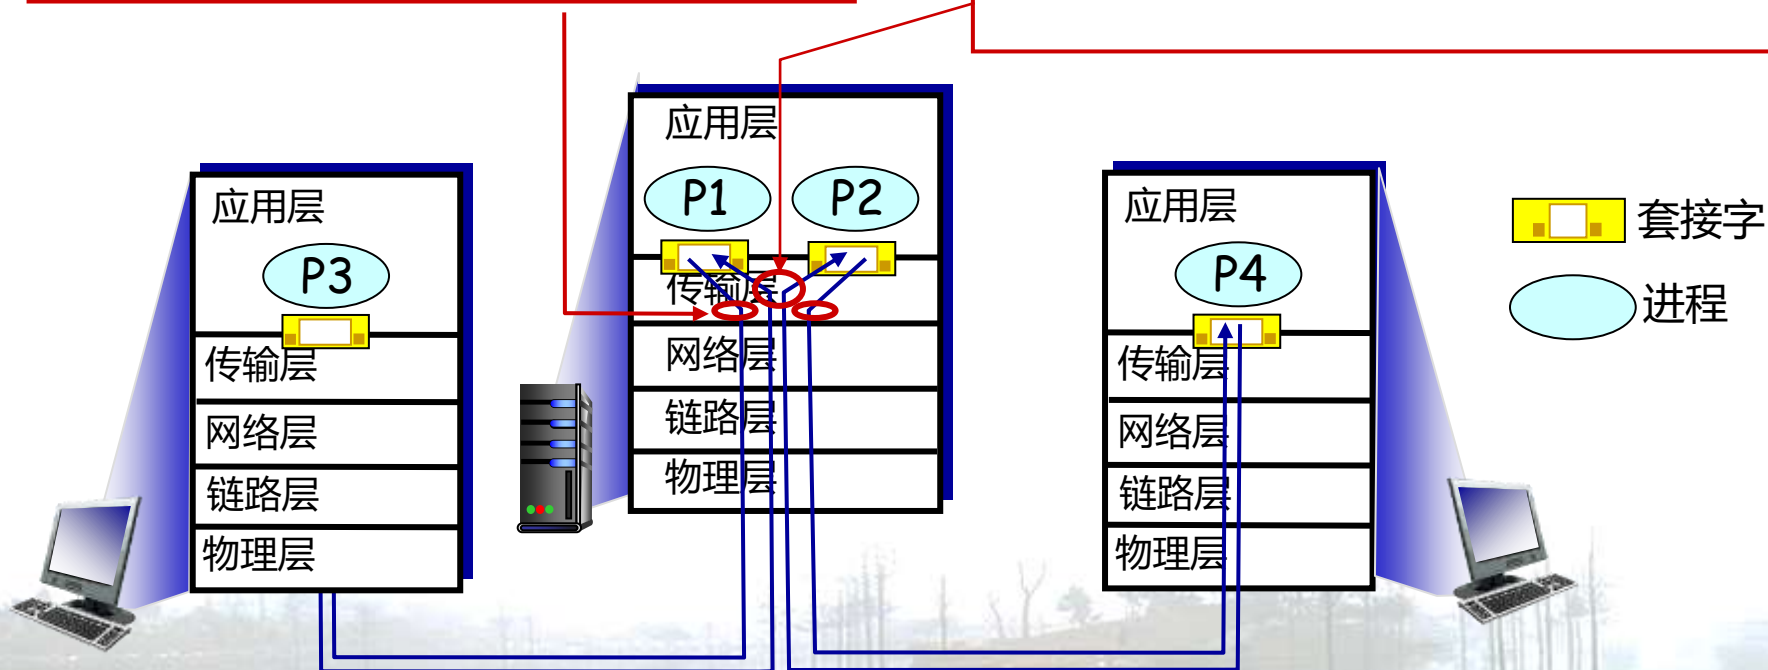 应用层
P3
传输层
网络层
链路层
物理层
应用层
P1 P2
传输层
网络层
链路层
物理层
应用层
P4
传输层
网络层
链路层
物理层
套接字
进程